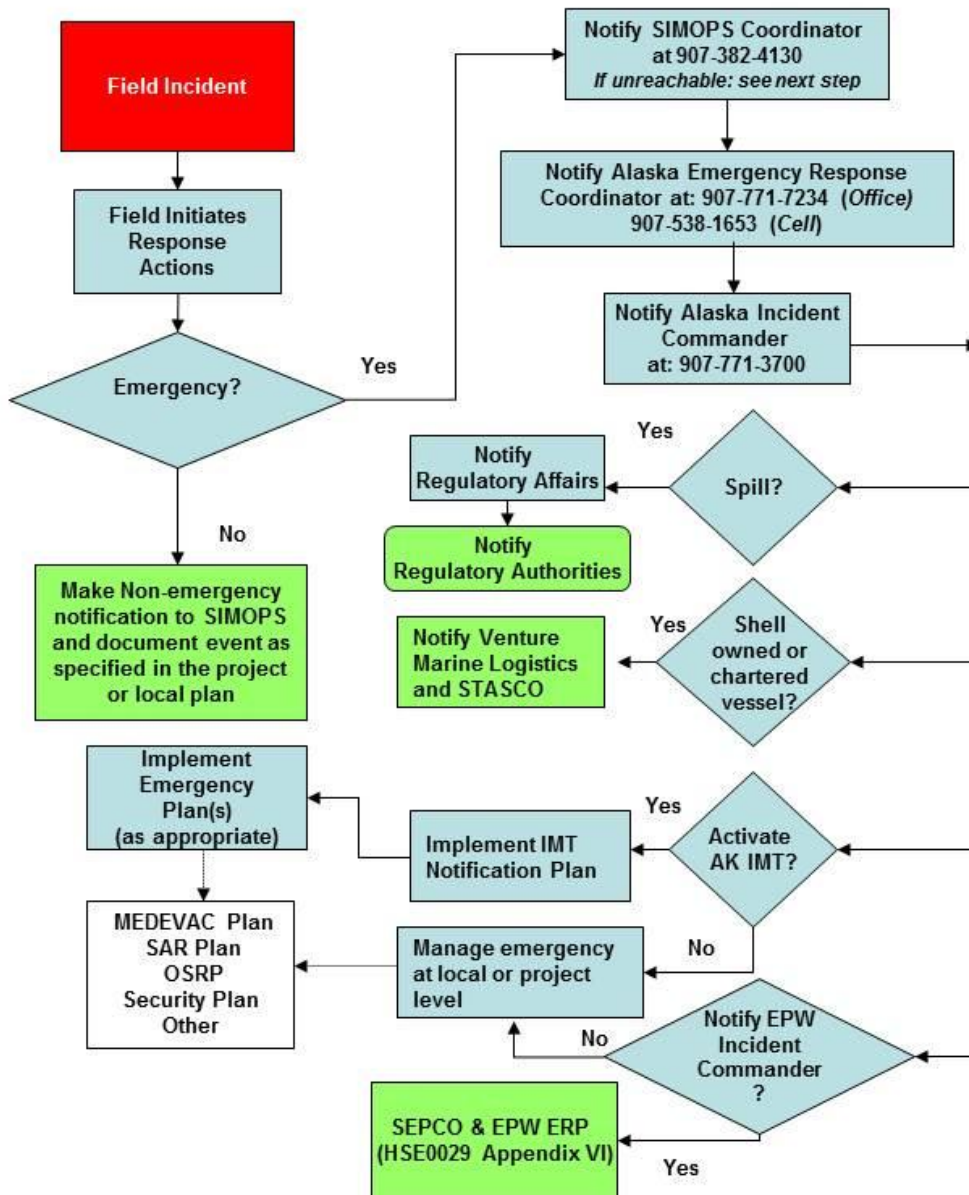 Field Incident
Field Initiates
Response
Actions
Emergency?
Yes
No
Make Non-emergency
notification to SIMOPS
and document event as
specified in the project
or local plan
Notify SIMOPS Coordinator
at 907-382-4130
If unreachable: see next step
Notify Alaska Emergency Response
Coordinator at: 907-771-7234 (Office)
907-538-1653 (Cell)
Notify Alaska Incident
Commander
at: 907-771-3700
Spill?
Yes
Notify
Regulatory Affairs
Notify
Regulatory Authorities
Shell
owned or
chartered
vessel?
Yes
Notify Venture
Marine Logistics
and STASCO
Activate
AK IMT?
Yes
Implement IMT
Notification Plan
Implement
Emergency
Plan(s)
(as appropriate)
MEDEVAC Plan
SAR Plan
OSRP
Security Plan
Other
No
Manage emergency
at local or project
level
Notify EPW
Incident
Commander
?
No
Yes
SEPCO & EPW ERP
(HSE0029 Appendix VI)